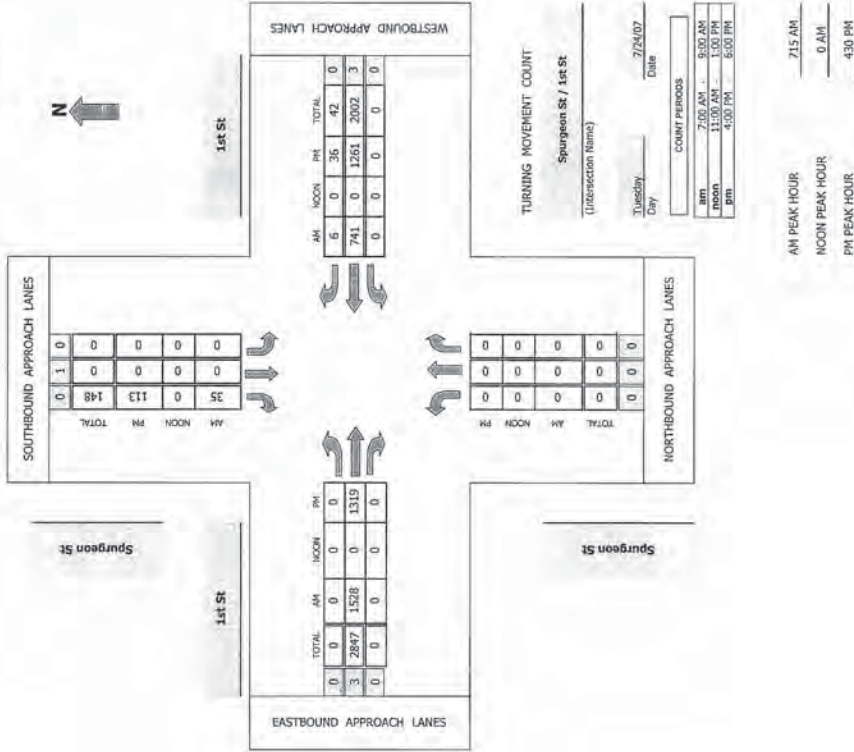 SOUTHBOUND APPROACH LANES
0 1 0
TOTAL 148 0 0
PM 113 0 0
NOON 0 0 0
AM 35 0 0
N
Spurgeon St
1st St
1st St
EASTBOUND APPROACH LANES
TOTAL AM NOON PM
0 0 0 0 0
3 2847 1528 0 1319
0 0 0 0 0
WESTBOUND APPROACH LANES
AM NOON PM TOTAL
6 0 36 42 0
741 0 1261 2002 3
0 0 0 0 0
PM 0 0 0
NOON 0 0 0
AM 0 0 0
TOTAL 0 0 0
0 0 0
NORTHBOUND APPROACH LANES
Spurgeon St
TURNING MOVEMENT COUNT
Spurgeon St / 1st St
(Intersection Name)
Tuesday 7/24/07
Day Date
COUNT PERIODS
am 7:00 AM - 9:00 AM
noon 11:00 AM - 1:00 PM
pm 4:00 PM - 6:00 PM
AM PEAK HOUR 715 AM
NOON PEAK HOUR 0 AM
PM PEAK HOUR 430 PM